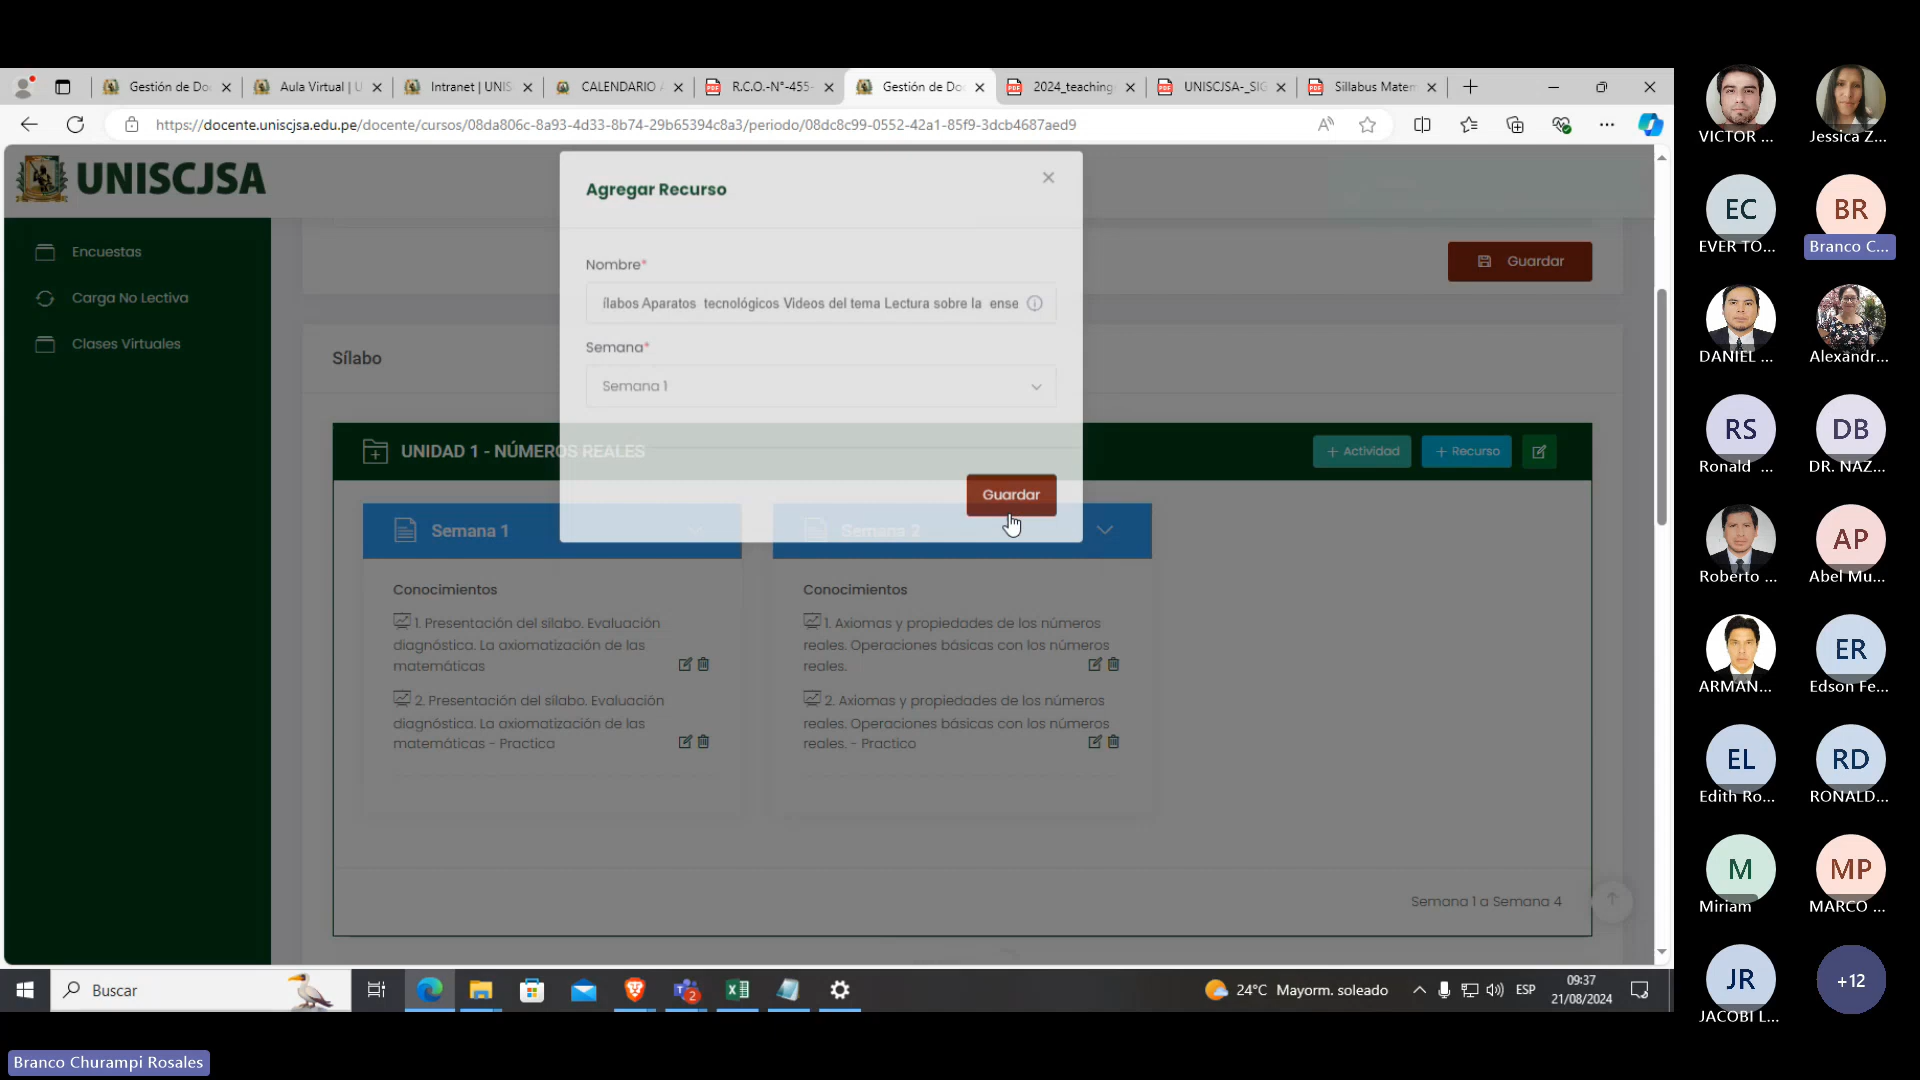 Gestión de Do
Aula Virtual | U
Intranet | UNIS
CALENDARIO A
R.C.O.-N°-455-
Gestión de Do
2024_teaching
UNISCJSA-_SIG
Sillabus Matem
https://docente.uniscjsa.edu.pe/docente/cursos/08da806c-8a93-4d33-8b74-29b65394c8a3/periodo/08dc8c99-0552-42a1-85f9-3dcb4687aed9
UNISCJSA
Encuestas
Carga No Lectiva
Clases Virtuales
Guardar
Sílabo
Agregar Recurso
Nombre*
ílabos Aparatos tecnológicos Videos del tema Lectura sobre la ense
Semana*
Semana 1
Guardar
UNIDAD 1 - NÚMEROS REALES
+ Actividad
+ Recurso
Semana 1
Conocimientos
1. Presentación del sílabo. Evaluación
diagnóstica. La axiomatización de las
matemáticas
2. Presentación del sílabo. Evaluación
diagnóstica. La axiomatización de las
matemáticas - Practica
Semana 2
Conocimientos
1. Axiomas y propiedades de los números
reales. Operaciones básicas con los números
reales.
2. Axiomas y propiedades de los números
reales. Operaciones básicas con los números
reales. - Practico
Semana 1 a Semana 4
Buscar
2
24°C Mayorm. soleado
ESP
09:37
21/08/2024
VICTOR ...
Jessica Z...
EC
EVER TO...
BR
Branco C...
DANIEL ...
Alexandr...
RS
Ronald ...
DB
DR. NAZ...
Roberto ...
AP
Abel Mu...
ARMAN...
ER
Edson Fe...
EL
Edith Ro...
RD
RONALD...
M
Miriam
MP
MARCO ...
JR
JACOBI L...
+12
Branco Churampi Rosales